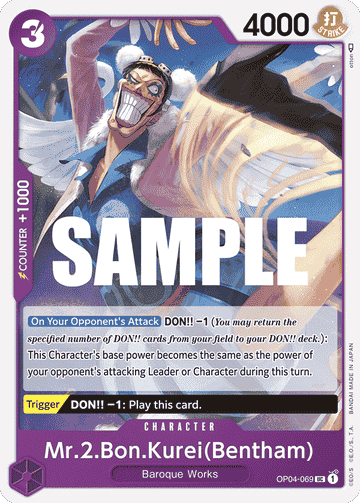 3
4000
打
STRIKE
otton
COUNTER +1000
SAMPLE
On Your Opponent's Attack DON!! −1 (You may return the
specified number of DON!! cards from your field to your DON!! deck.):
This Character's base power becomes the same as the power
of your opponent's attacking Leader or Character during this turn.
Trigger DON!! −1: Play this card.
CHARACTER
Mr.2.Bon.Kurei(Bentham)
Baroque Works
OP04-069 UC 1
©E.O./S. ©E.O./S., T.A. BANDAI MADE IN JAPAN